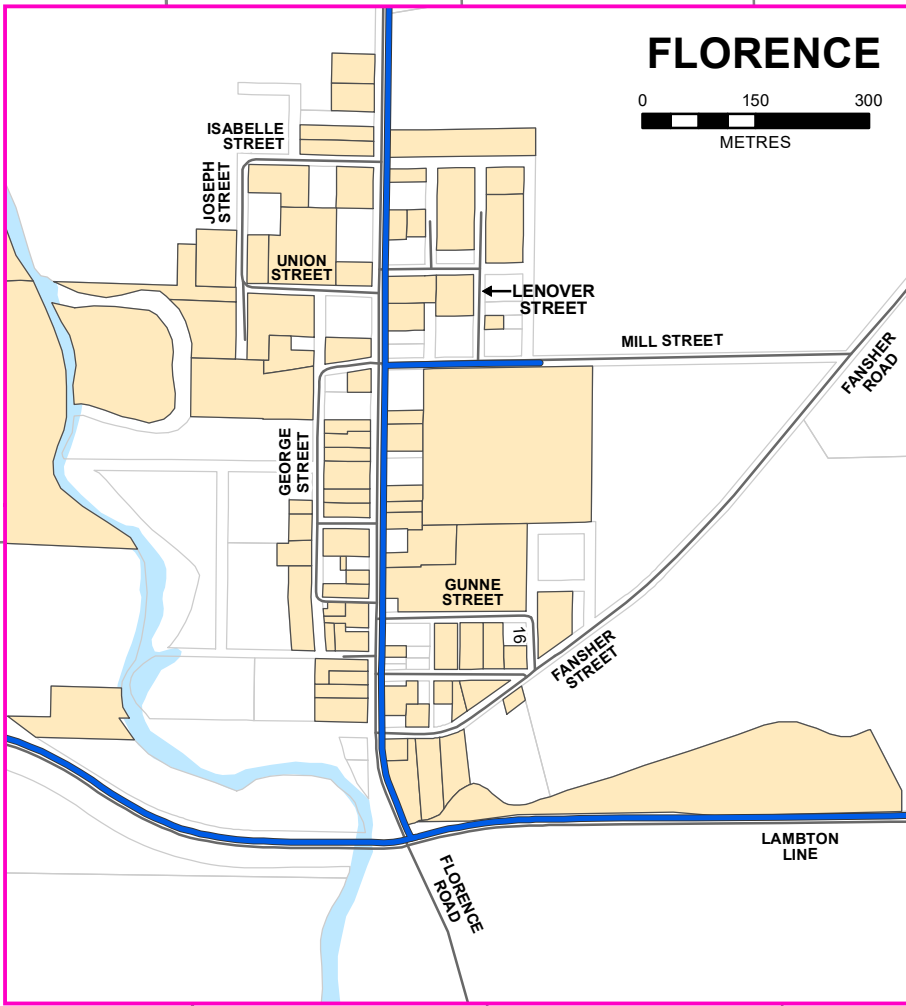 FLORENCE
0 150 300
METRES
ISABELLE
STREET
JOSEPH
STREET
UNION
STREET
LENOVER
STREET
MILL STREET
FANSHER
ROAD
GEORGE
STREET
GUNNE
STREET
16
FANSHER
STREET
LAMBTON
LINE
FLORENCE
ROAD